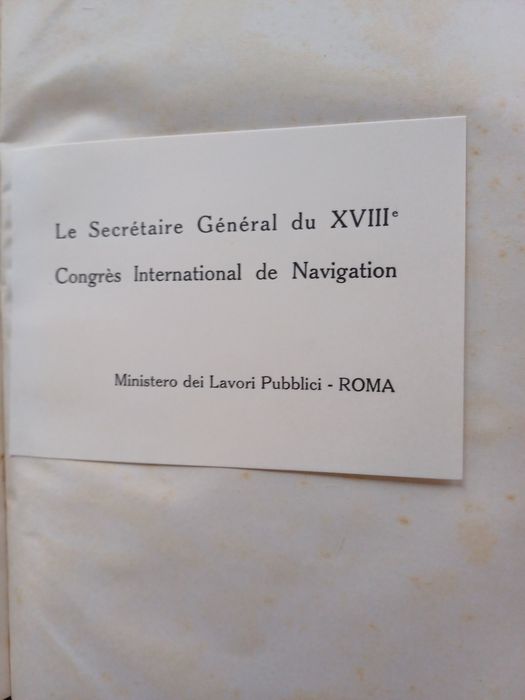 Le Secrétaire Général du XVIIIᵉ
Congrès International de Navigation
Ministero dei Lavori Pubblici - ROMA